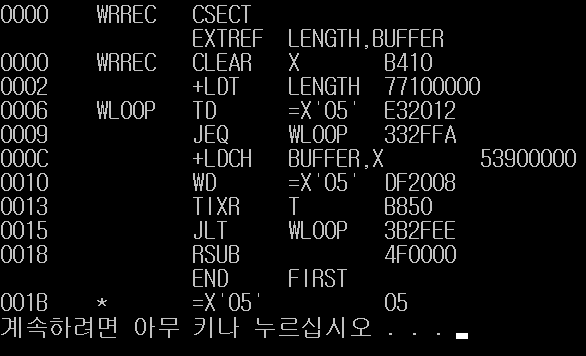 0000 WRREC CSECT
EXTREF LENGTH,BUFFER
0000 WRREC CLEAR X B410
0002 +LDT LENGTH 77100000
0006 WLOOP TD =X'05' E32012
0009 JEQ WLOOP 332FFA
000C +LDCH BUFFER,X 53900000
0010 WD =X'05' DF2008
0013 TIXR T B850
0015 JLT WLOOP 3B2FEE
0018 RSUB 4F0000
END FIRST
001B * =X'05' 05
계속하려면 아무 키나 누르십시오 . . .